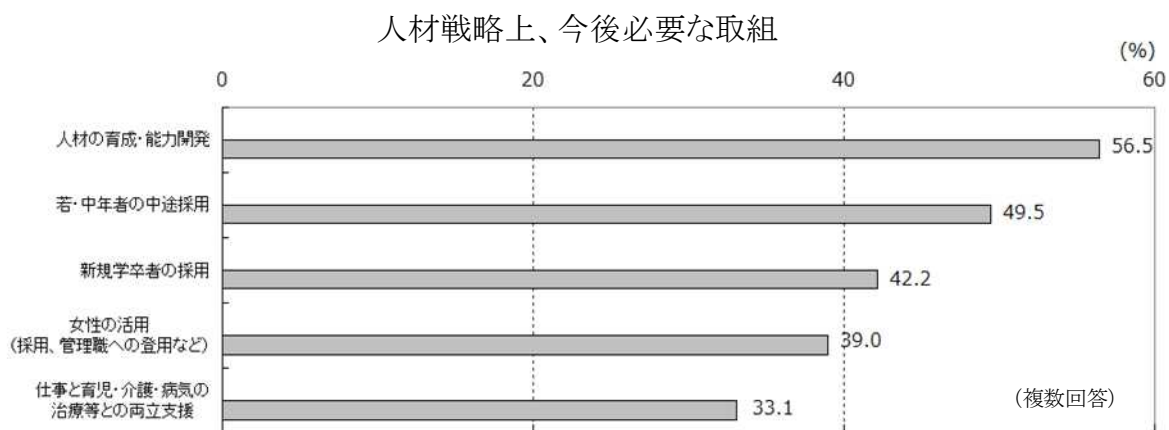 人材戦略上、今後必要な取組
(%)
0 20 40 60
人材の育成・能力開発 56.5
若・中年者の中途採用 49.5
新規学卒者の採用 42.2
女性の活用
(採用、管理職への登用など) 39.0
仕事と育児・介護・病気の
治療等との両立支援 33.1
(複数回答)